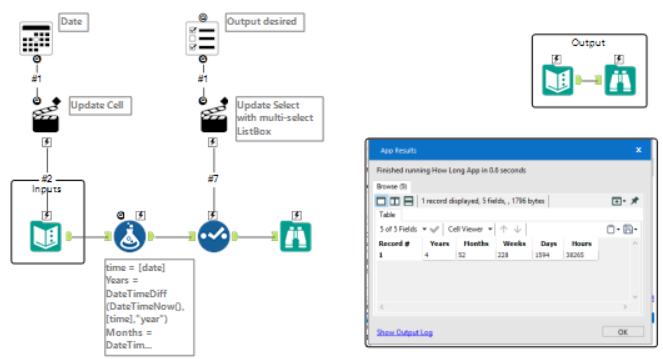 Date
Output desired
Output
#1
#1
Update Cell
Update Select
with multi-select
ListBox
#2
#7
Inputs
time = [date]
Years =
DateTimeDiff
(DateTimeNow(),
[time],"year")
Months =
DateTim...
App Results
x
Finished running How Long App in 0.6 seconds
Browse (9)
1 record displayed, 5 fields, , 1796 bytes
Table
5 of 5 Fields
Cell Viewer
Record # Years Months Weeks Days Hours
1 4 52 228 1594 38265
Show Output Log
OK